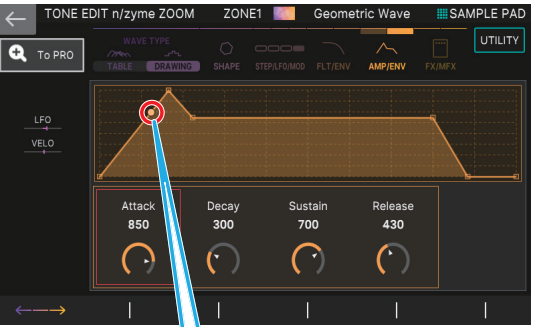 TONE EDIT n/zyme ZOOM ZONE1 Geometric Wave SAMPLE PAD
UTILITY
To PRO
WAVE TYPE
TABLE DRAWING SHAPE STEP/LFO/MOD FLT/ENV AMP/ENV FX/MFX
LFO
VELO
Attack Decay Sustain Release
850 300 700 430